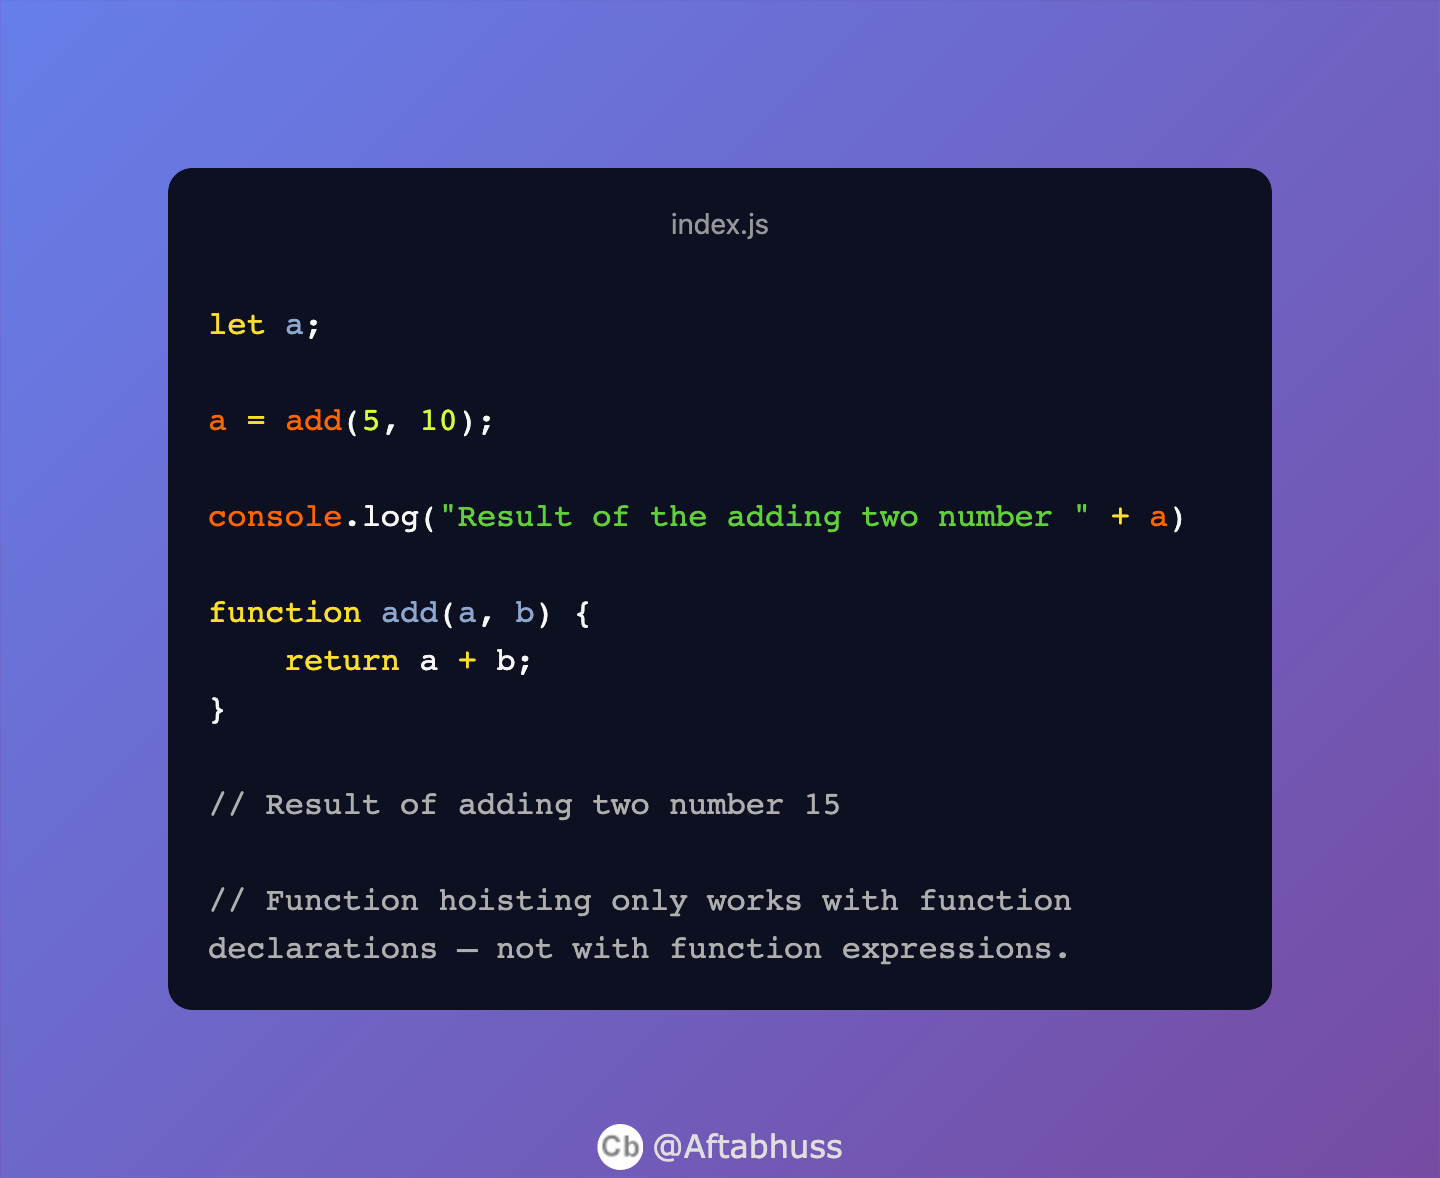 index.js
let a;
a = add(5, 10);
console.log("Result of the adding two number " + a)
function add(a, b) {
    return a + b;
}
// Result of adding two number 15
// Function hoisting only works with function
declarations – not with function expressions.
Cb @Aftabhuss